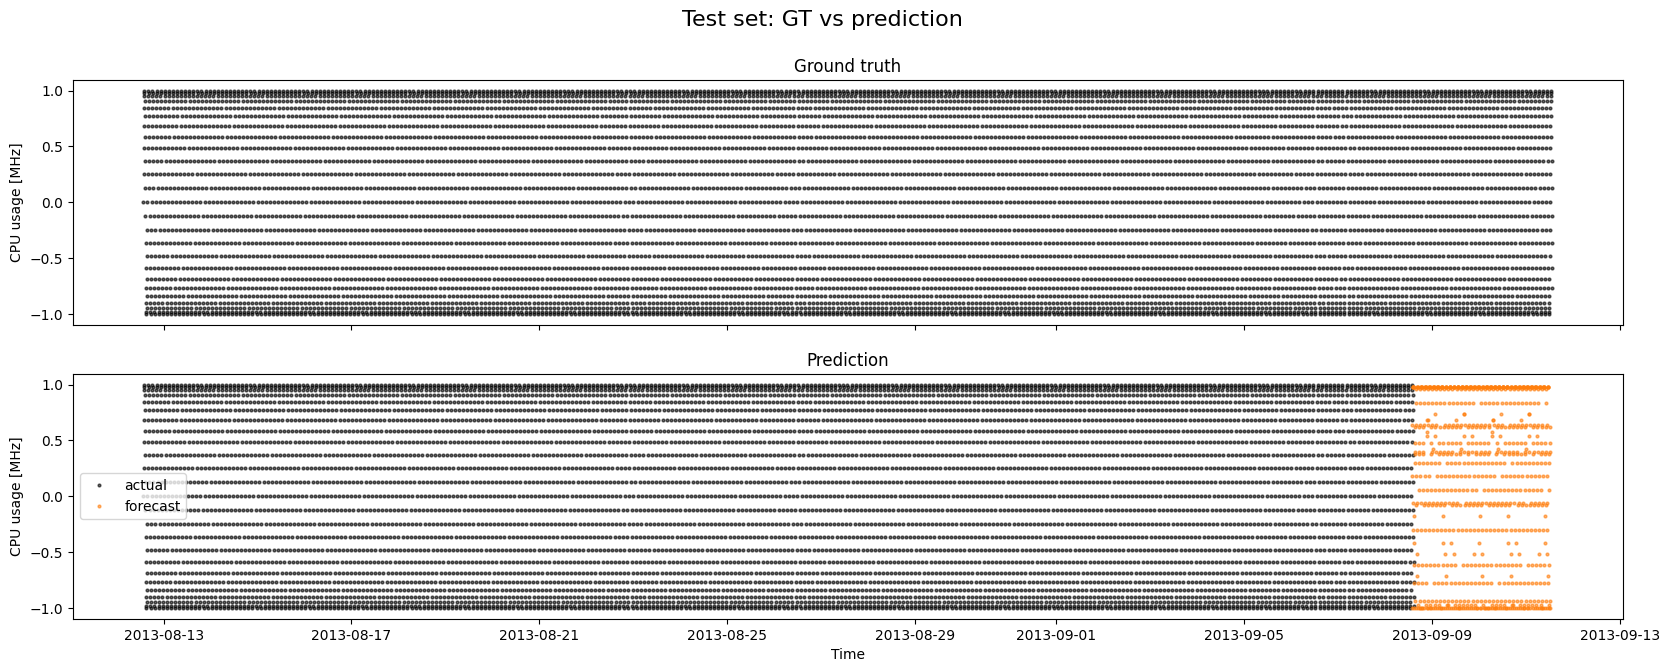 Test set: GT vs prediction
Ground truth
CPU usage [MHz]
1.0
0.5
0.0
−0.5
−1.0
Prediction
CPU usage [MHz]
1.0
0.5
0.0
−0.5
−1.0
actual
forecast
2013-08-13 2013-08-17 2013-08-21 2013-08-25 2013-08-29 2013-09-01 2013-09-05 2013-09-09 2013-09-13
Time